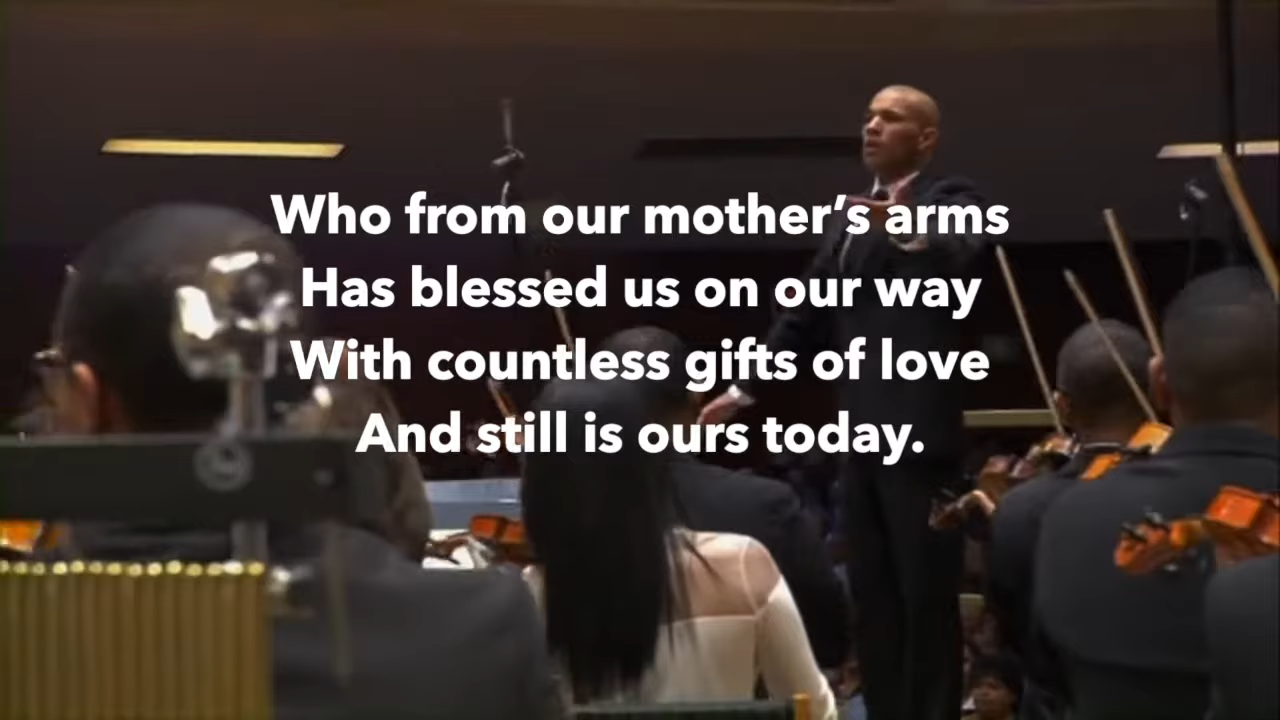 Who from our mother’s arms
Has blessed us on our way
With countless gifts of love
And still is ours today.